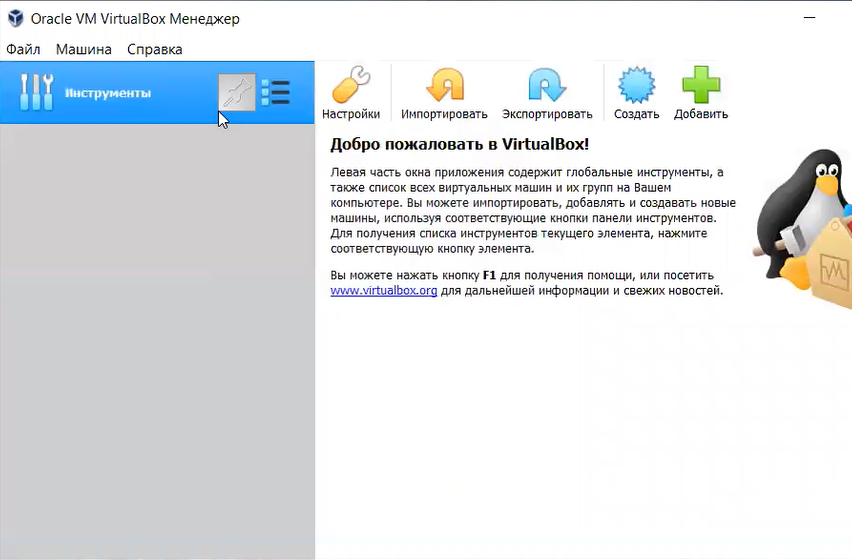 Oracle VM VirtualBox Менеджер
Файл Машина Справка
Инструменты
Настройки Импортировать Экспортировать Создать Добавить
Добро пожаловать в VirtualBox!
Левая часть окна приложения содержит глобальные инструменты, а
также список всех виртуальных машин и их групп на Вашем
компьютере. Вы можете импортировать, добавлять и создавать новые
машины, используя соответствующие кнопки панели инструментов.
Для получения списка инструментов текущего элемента, нажмите
соответствующую кнопку элемента.
Вы можете нажать кнопку F1 для получения помощи, или посетить
www.virtualbox.org для дальнейшей информации и свежих новостей.